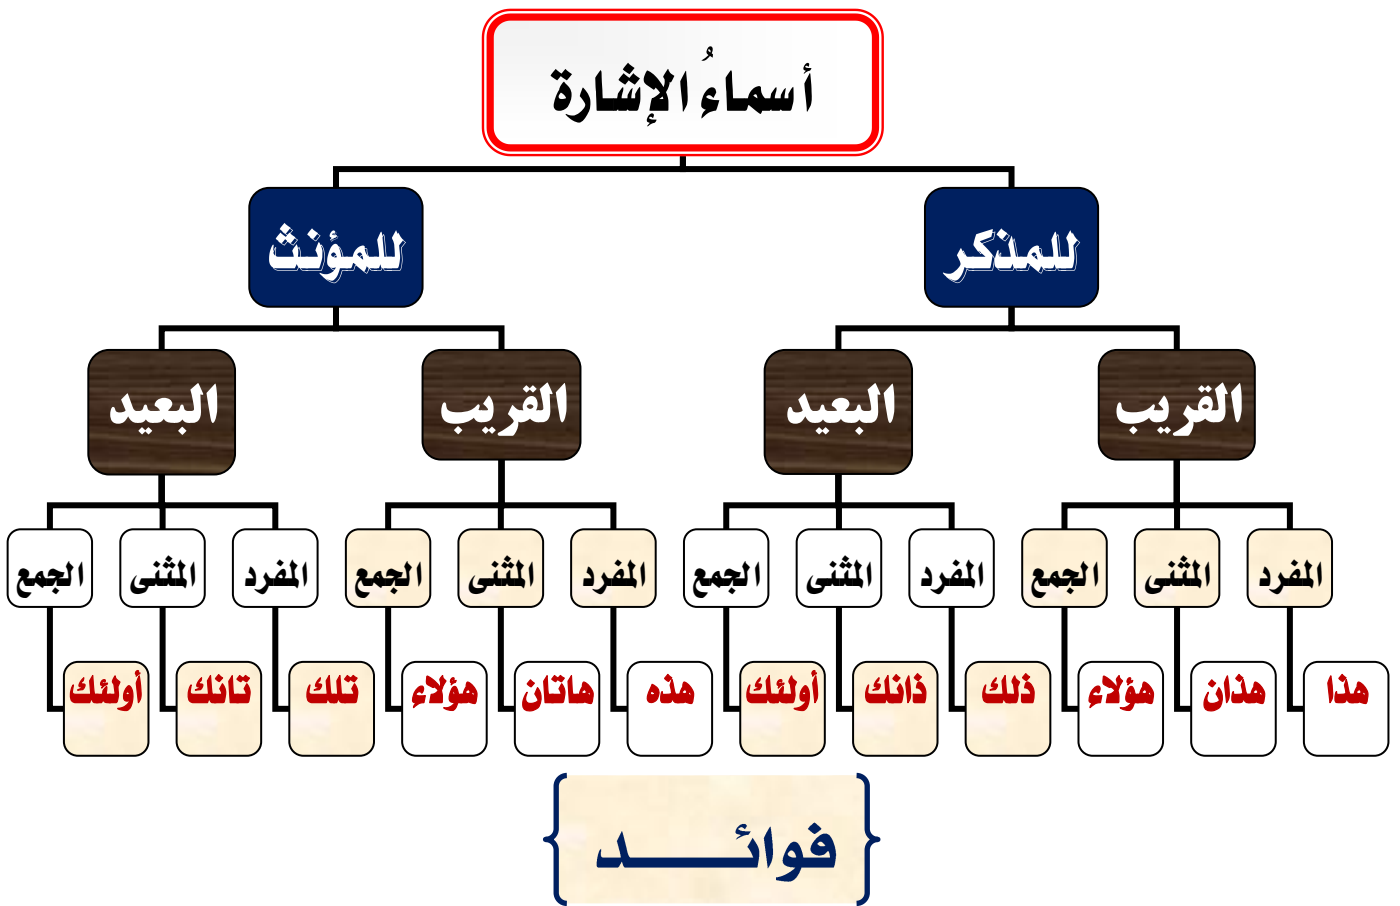 أسماءُ الإشارة
للمذكر
للمؤنث
القريب
البعيد
القريب
البعيد
المفرد
المثنى
الجمع
المفرد
المثنى
الجمع
المفرد
المثنى
الجمع
المفرد
المثنى
الجمع
هذا
هذان
هؤلاء
ذلك
ذانك
أولئك
هذه
هاتان
هؤلاء
تلك
تانك
أولئك
فوائـــــــد